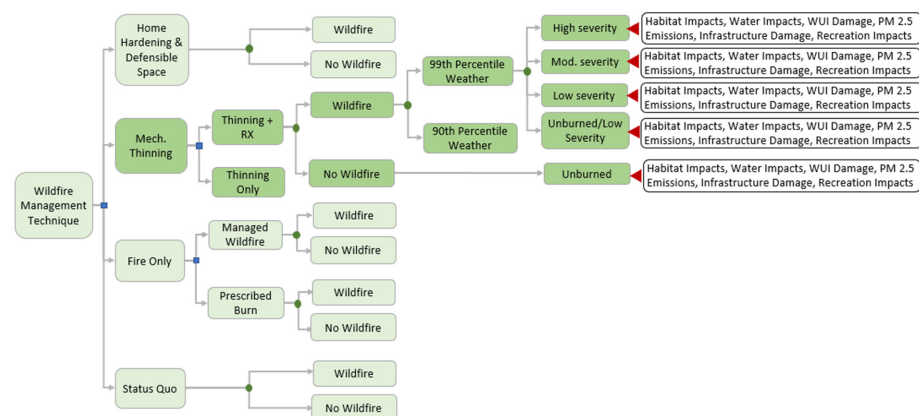 Wildfire
Management
Technique
Home
Hardening &
Defensible
Space
Wildfire
No Wildfire
Mech.
Thinning
Thinning +
RX
Thinning
Only
Wildfire
No Wildfire
99th Percentile
Weather
90th Percentile
Weather
High severity
Habitat Impacts, Water Impacts, WUI Damage, PM 2.5
Emissions, Infrastructure Damage, Recreation Impacts
Mod. severity
Habitat Impacts, Water Impacts, WUI Damage, PM 2.5
Emissions, Infrastructure Damage, Recreation Impacts
Low severity
Habitat Impacts, Water Impacts, WUI Damage, PM 2.5
Emissions, Infrastructure Damage, Recreation Impacts
Unburned/Low
Severity
Habitat Impacts, Water Impacts, WUI Damage, PM 2.5
Emissions, Infrastructure Damage, Recreation Impacts
Unburned
Habitat Impacts, Water Impacts, WUI Damage, PM 2.5
Emissions, Infrastructure Damage, Recreation Impacts
Fire Only
Managed
Wildfire
Wildfire
No Wildfire
Prescribed
Burn
Wildfire
No Wildfire
Status Quo
Wildfire
No Wildfire